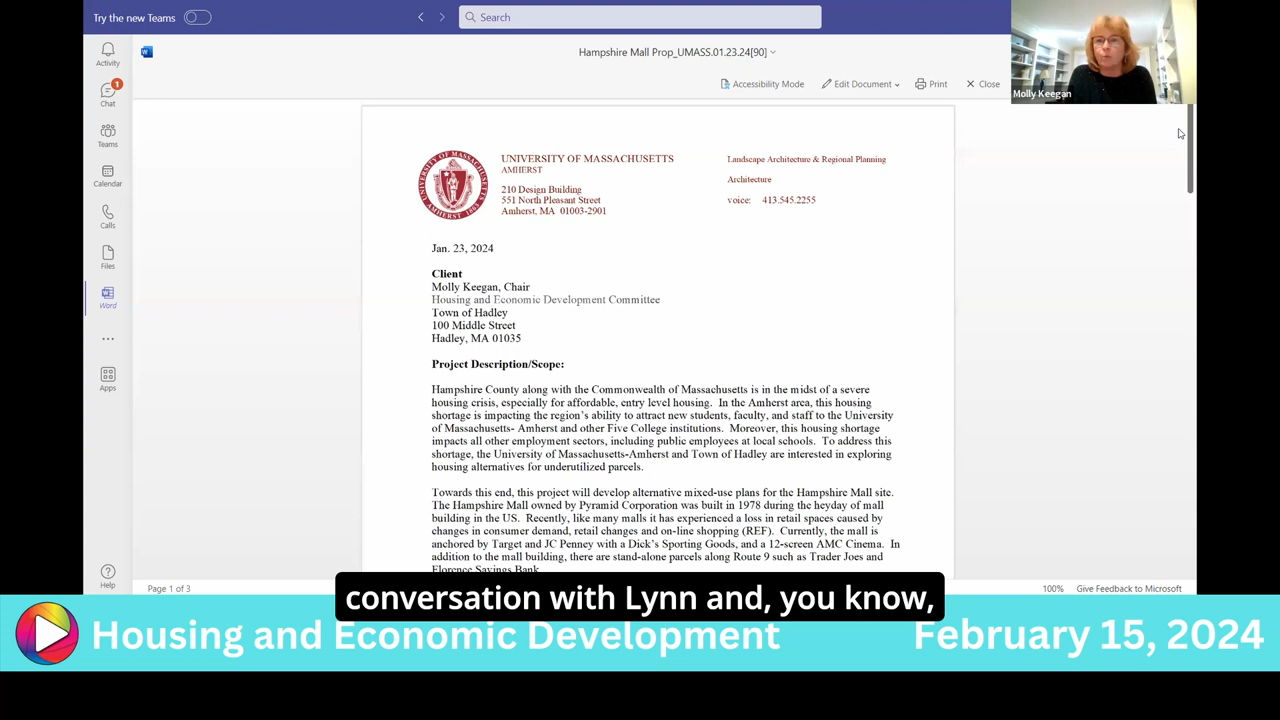 Try the new Teams
Search
Activity
1
Chat
Teams
Calendar
Calls
Files
Word
Apps
Help
Hampshire Mall Prop_UMASS.01.23.24[90]
Accessibility Mode
Edit Document
Print
Close
Molly Keegan
UNIVERSITY OF MASSACHUSETTS
AMHERST
210 Design Building
551 North Pleasant Street
Amherst, MA 01003-2901
Landscape Architecture & Regional Planning
Architecture
voice: 413.545.2255
UNIVERSITY OF MASSACHUSETTS
Jan. 23, 2024
Client
Molly Keegan, Chair
Housing and Economic Development Committee
Town of Hadley
100 Middle Street
Hadley, MA 01035
Project Description/Scope:
Hampshire County along with the Commonwealth of Massachusetts is in the midst of a severe
housing crisis, especially for affordable, entry level housing. In the Amherst area, this housing
shortage is impacting the region's ability to attract new students, faculty, and staff to the University
of Massachusetts- Amherst and other Five College institutions. Moreover, this housing shortage
impacts all other employment sectors, including public employees at local schools. To address this
shortage, the University of Massachusetts-Amherst and Town of Hadley are interested in exploring
housing alternatives for underutilized parcels.
Towards this end, this project will develop alternative mixed-use plans for the Hampshire Mall site.
The Hampshire Mall owned by Pyramid Corporation was built in 1978 during the heyday of mall
building in the US. Recently, like many malls it has experienced a loss in retail spaces caused by
changes in consumer demand, retail changes and on-line shopping (REF). Currently, the mall is
anchored by Target and JC Penney with a Dick's Sporting Goods, and a 12-screen AMC Cinema. In
addition to the mall building, there are stand-alone parcels along Route 9 such as Trader Joes and
Florence Savings Bank.
Page 1 of 3
100%
Give Feedback to Microsoft
conversation with Lynn and, you know,
Housing and Economic Development
February 15, 2024